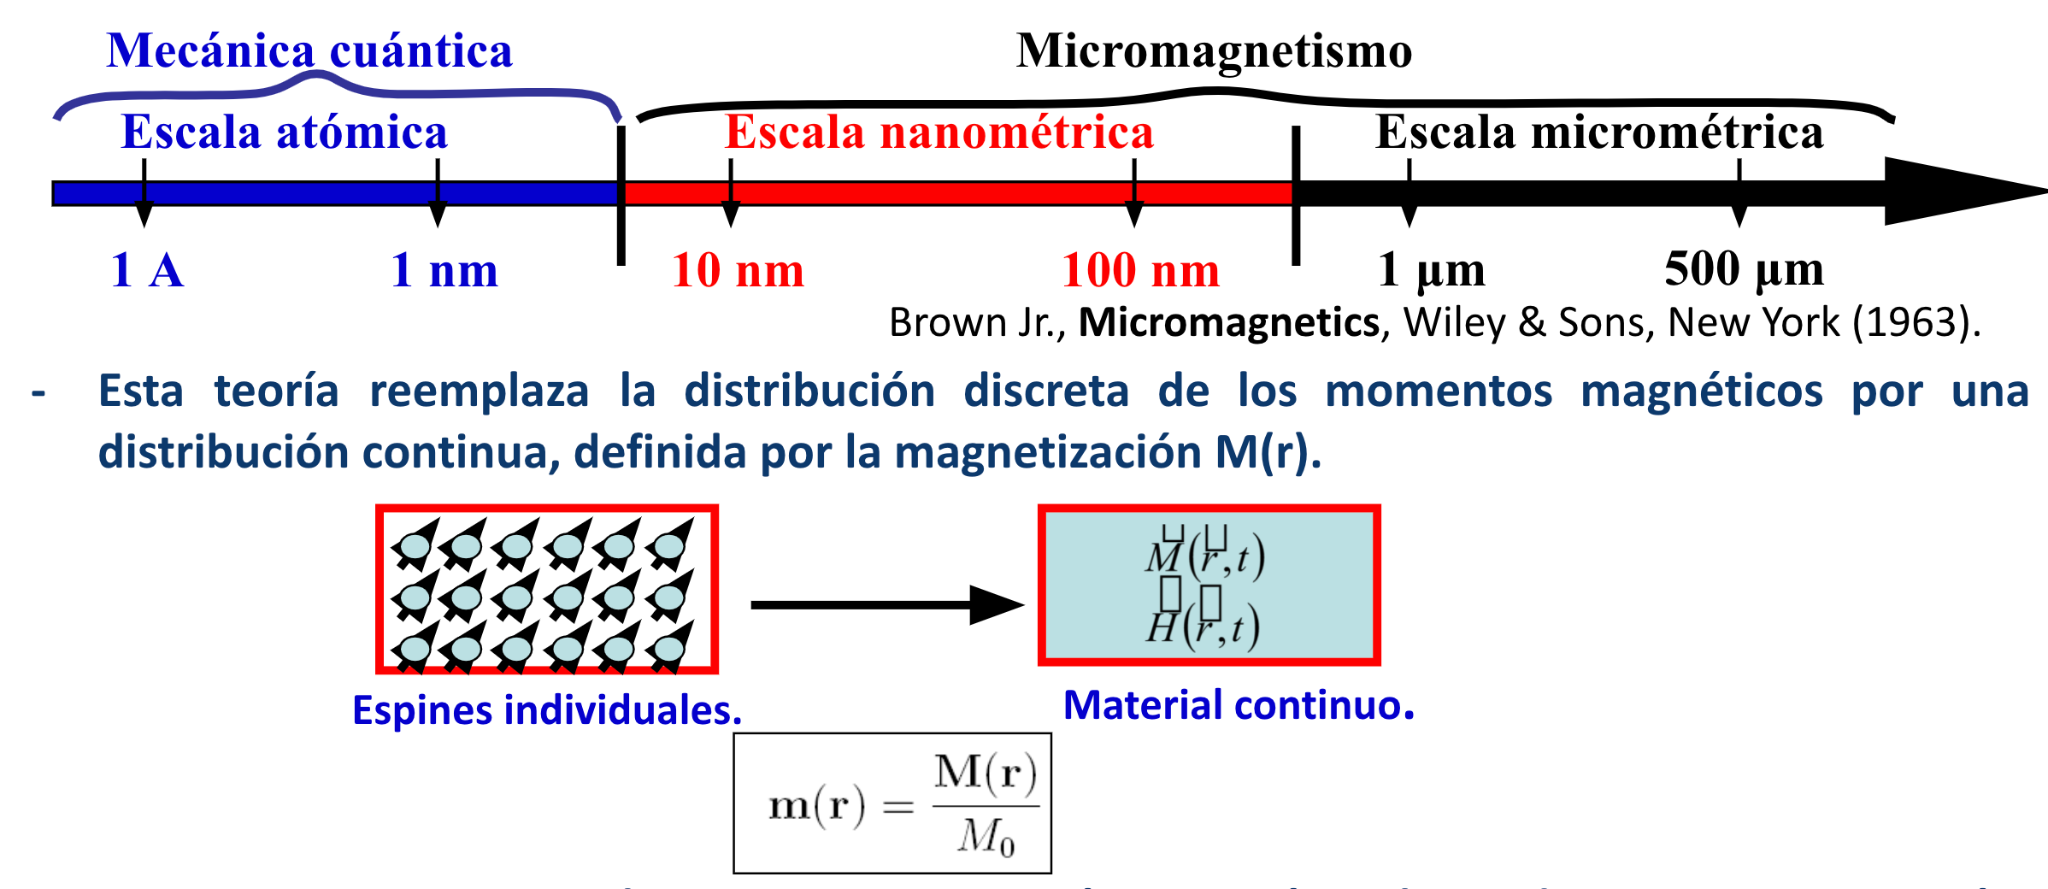 Mecánica cuántica
Micromagnetismo
Escala atómica
Escala nanométrica
Escala micrométrica
1 A
1 nm
10 nm
100 nm
1 µm
500 µm
Brown Jr., Micromagnetics, Wiley & Sons, New York (1963).
- Esta teoría reemplaza la distribución discreta de los momentos magnéticos por una
distribución continua, definida por la magnetización M(r).
M(r,t)
H(r,t)
Espines individuales.
Material continuo.
m(r) = M(r) / M₀